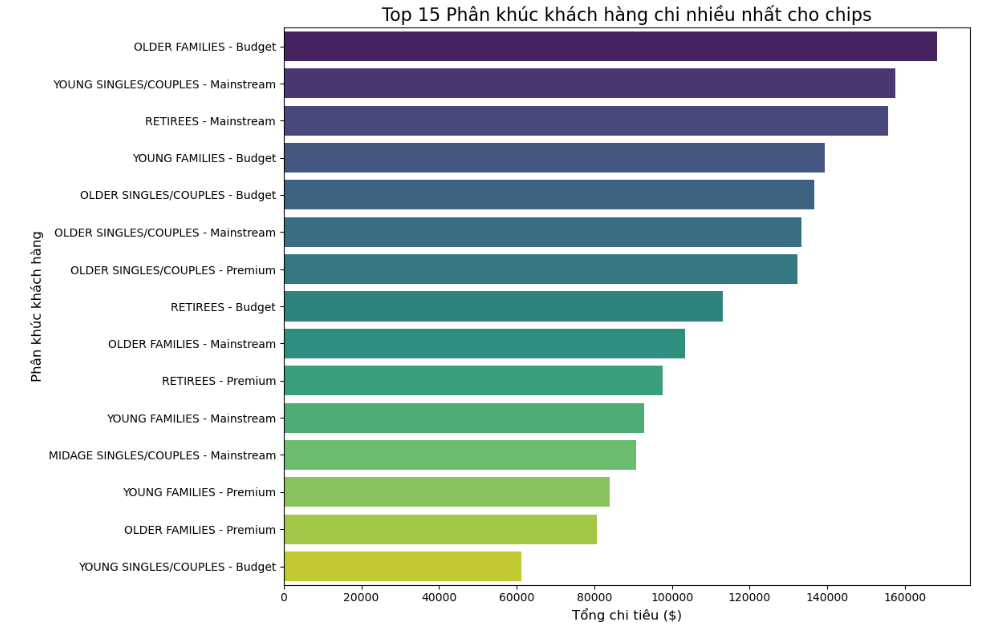 Top 15 Phân khúc khách hàng chi nhiều nhất cho chips
Phân khúc khách hàng
OLDER FAMILIES - Budget
YOUNG SINGLES/COUPLES - Mainstream
RETIREES - Mainstream
YOUNG FAMILIES - Budget
OLDER SINGLES/COUPLES - Budget
OLDER SINGLES/COUPLES - Mainstream
OLDER SINGLES/COUPLES - Premium
RETIREES - Budget
OLDER FAMILIES - Mainstream
RETIREES - Premium
YOUNG FAMILIES - Mainstream
MIDAGE SINGLES/COUPLES - Mainstream
YOUNG FAMILIES - Premium
OLDER FAMILIES - Premium
YOUNG SINGLES/COUPLES - Budget
0 20000 40000 60000 80000 100000 120000 140000 160000
Tổng chi tiêu ($)